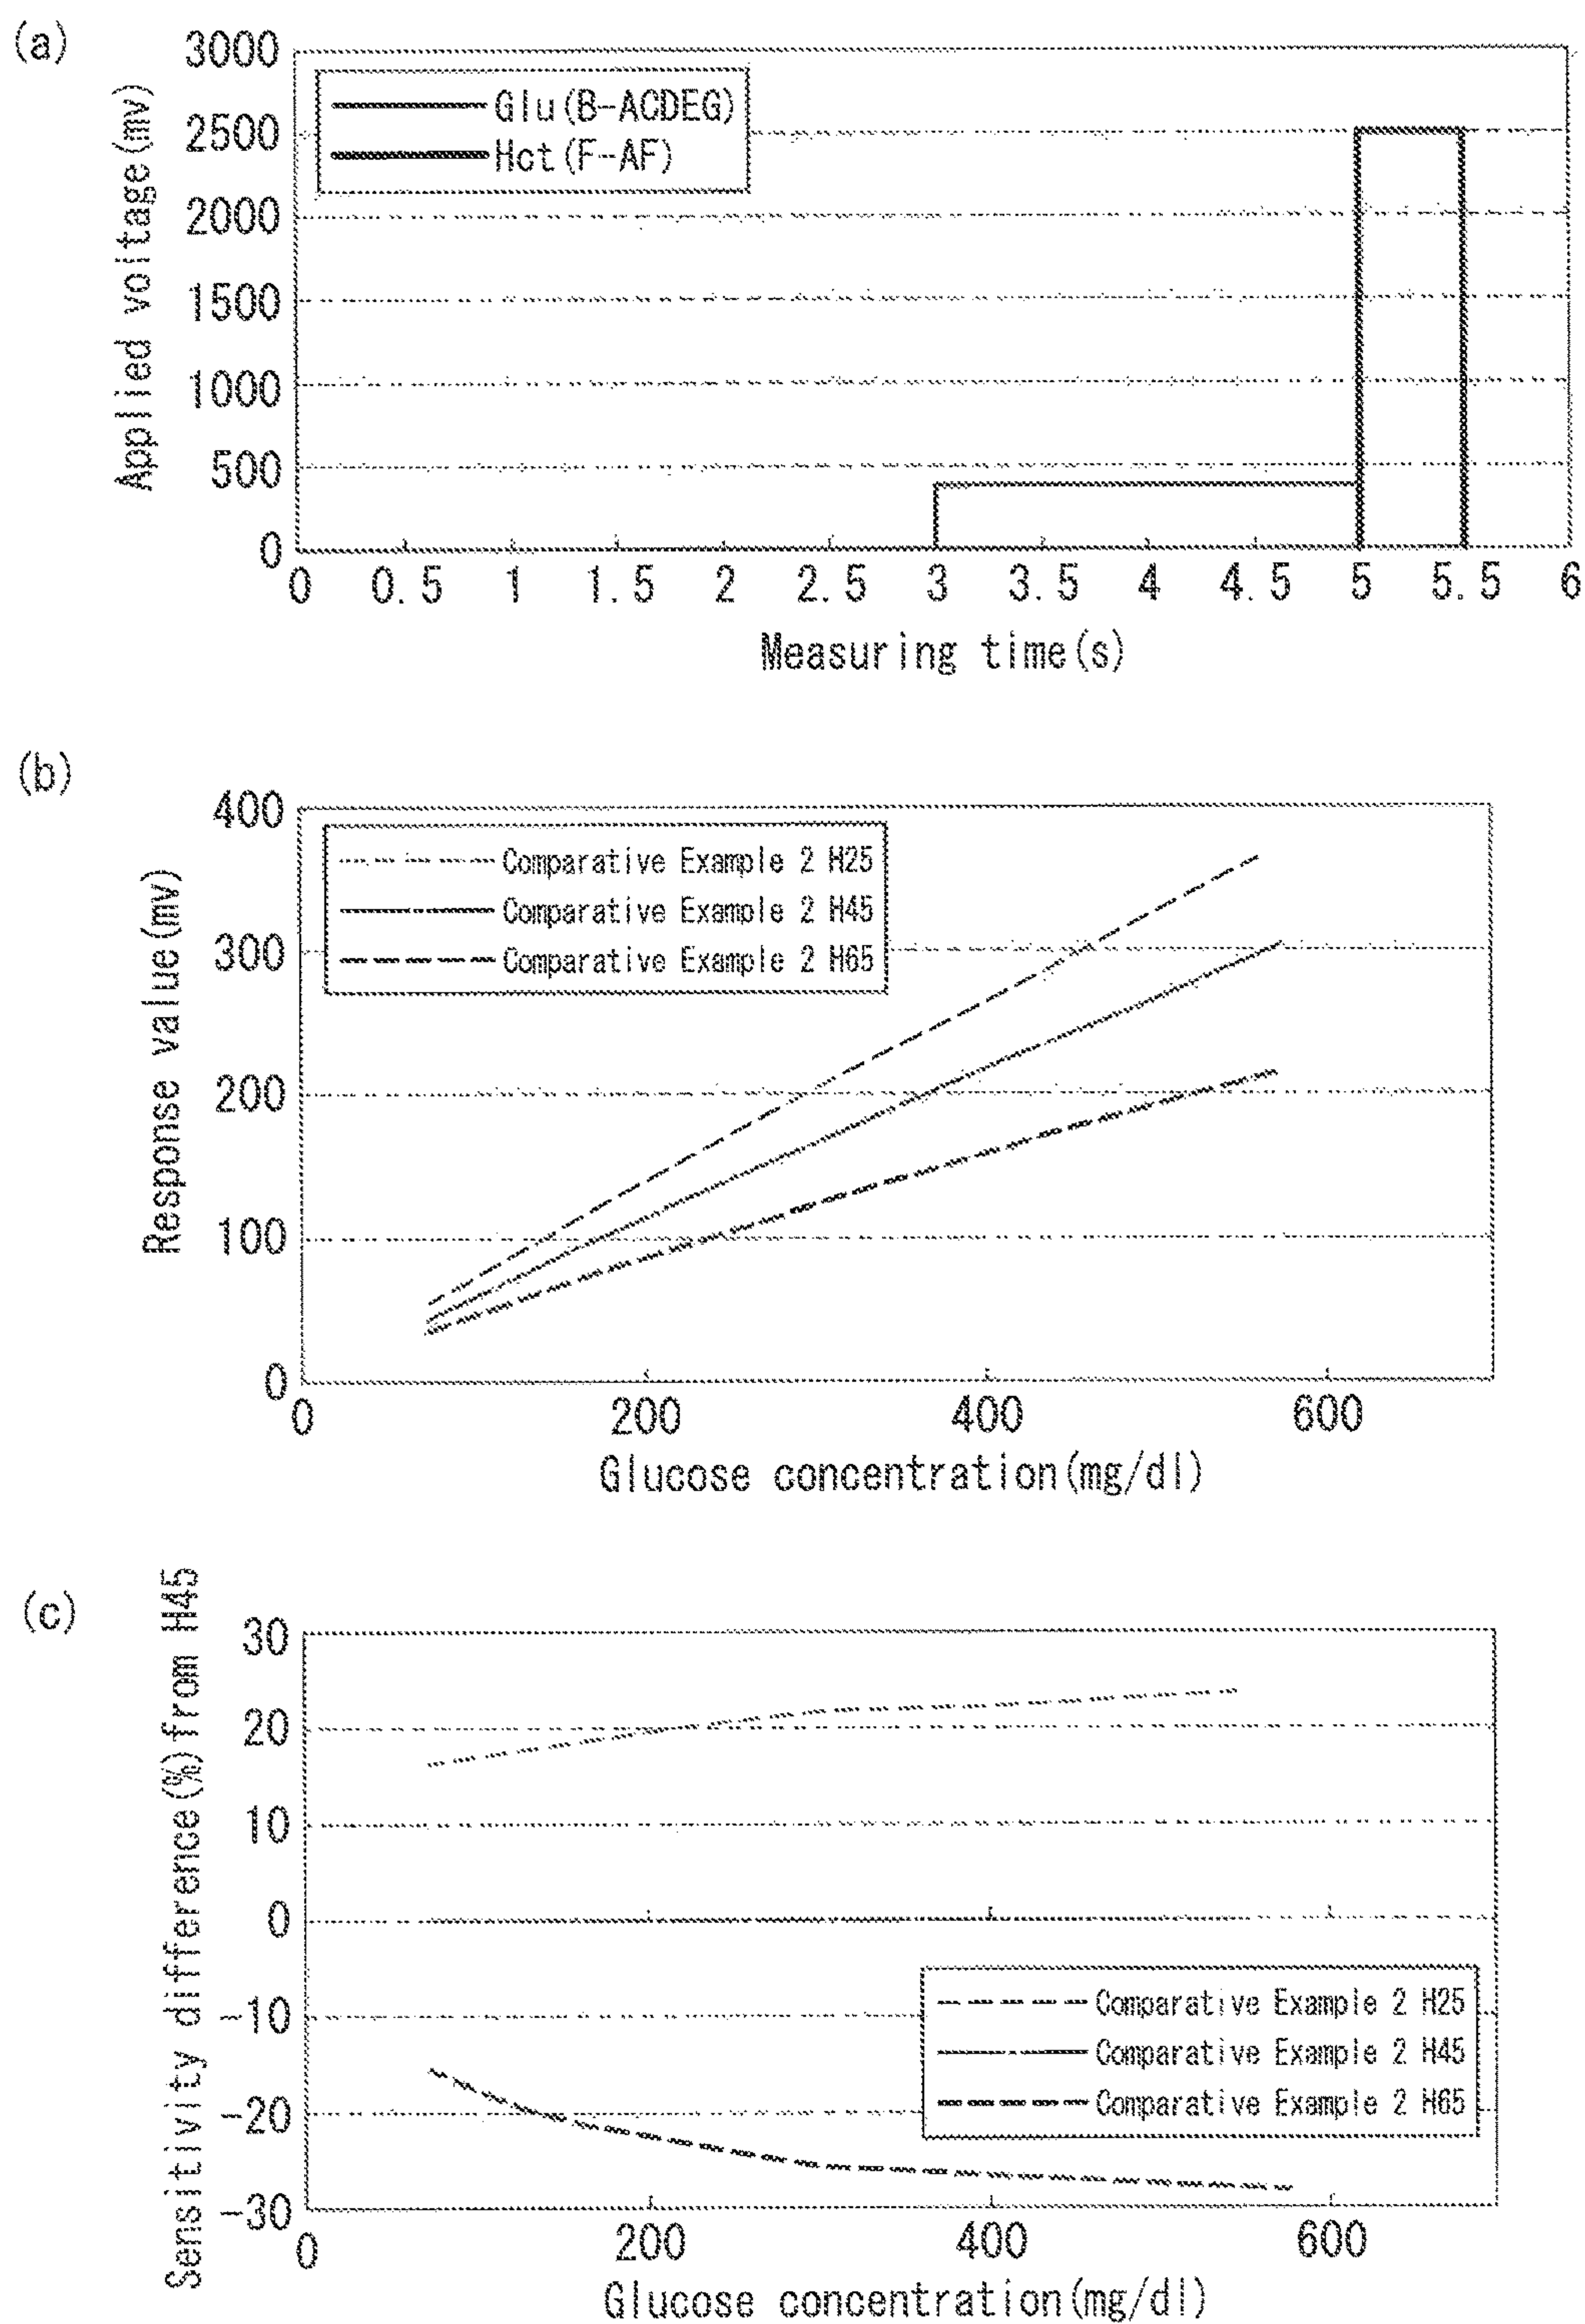 (a)
Applied voltage(mv)
3000
2500
2000
1500
1000
500
0
Glu(B-ACDEG)
Hct(F-AF)
0 0.5 1 1.5 2 2.5 3 3.5 4 4.5 5 5.5 6
Measuring time(s)
(b)
Response value(mv)
400
300
200
100
0
Comparative Example 2 H25
Comparative Example 2 H45
Comparative Example 2 H65
0 200 400 600
Glucose concentration(mg/dl)
(c)
Sensitivity difference(%)from H45
30
20
10
0
-10
-20
-30
Comparative Example 2 H25
Comparative Example 2 H45
Comparative Example 2 H65
0 200 400 600
Glucose concentration(mg/dl)